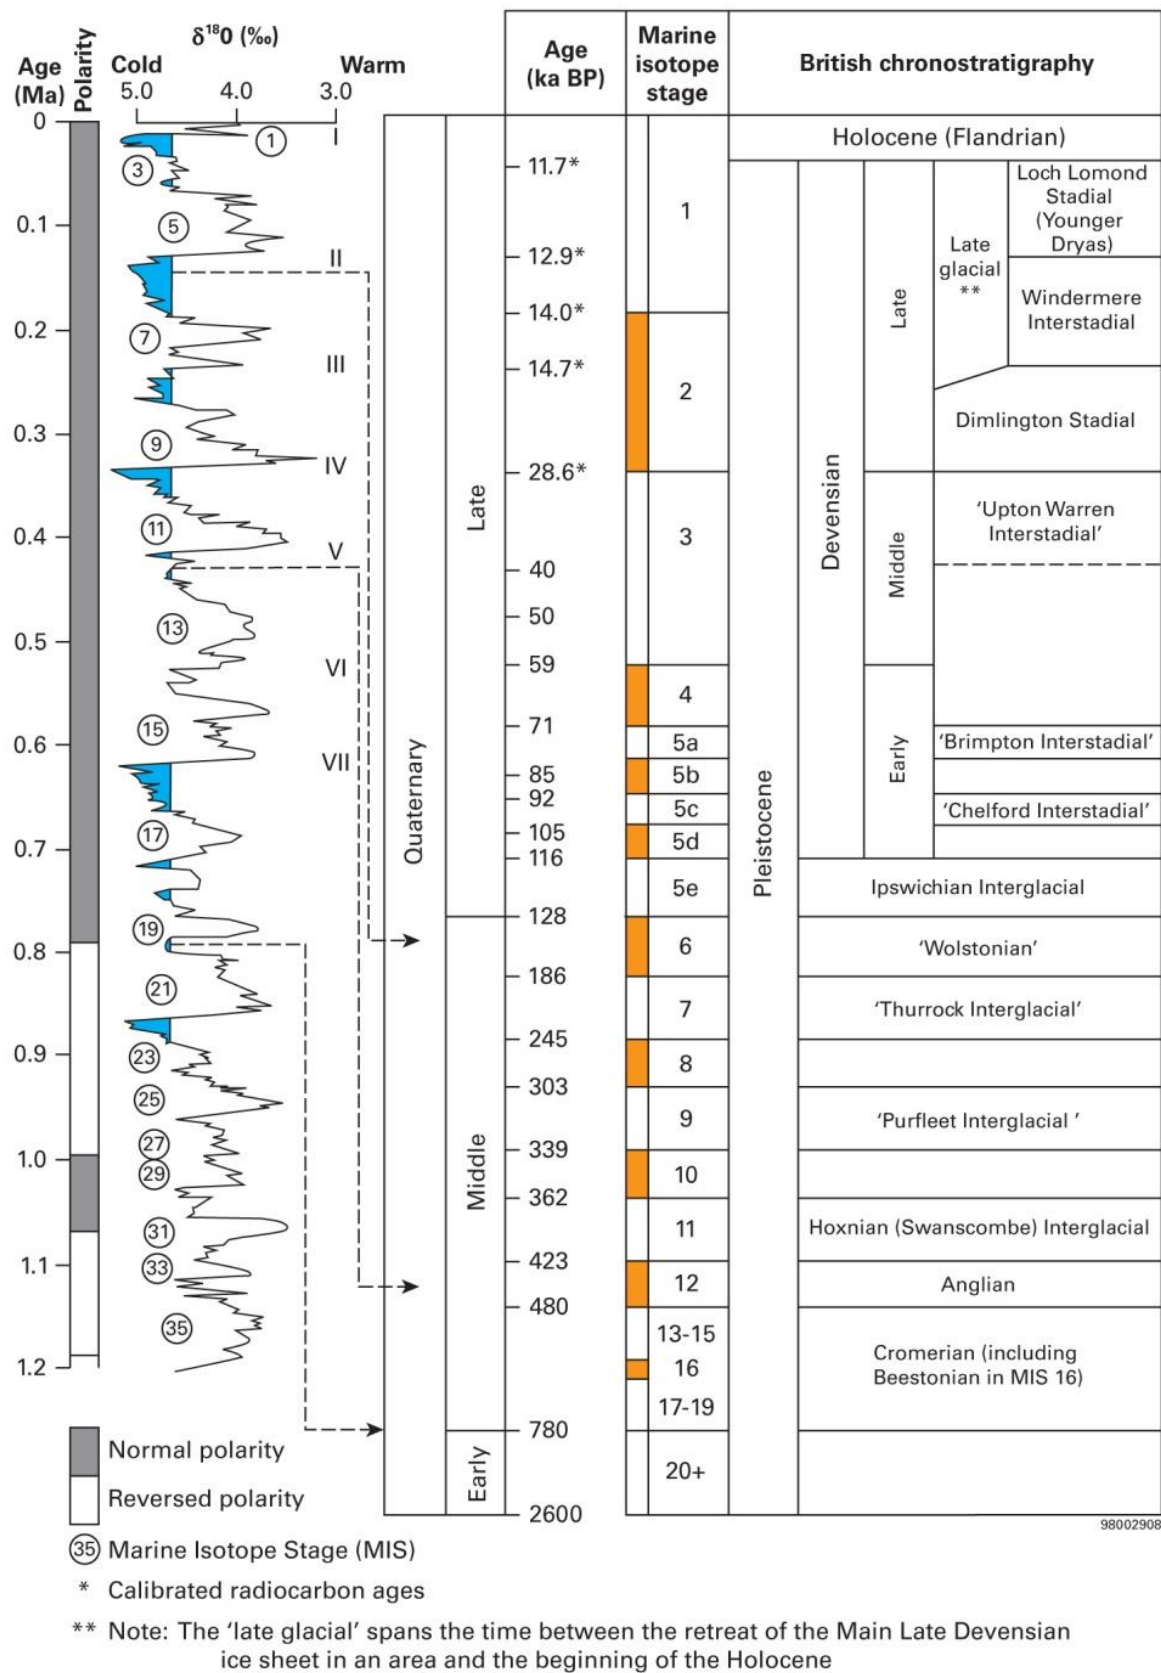 δ¹⁸0 (‰)
Age
(Ma)
Polarity
Cold
Warm
5.0
4.0
3.0
0
0.1
0.2
0.3
0.4
0.5
0.6
0.7
0.8
0.9
1.0
1.1
1.2
1
3
5
7
9
11
13
15
17
19
21
23
25
27
29
31
33
35
I
II
III
IV
V
VI
VII
Normal polarity
Reversed polarity
Age
(ka BP)
Marine
isotope
stage
British chronostratigraphy
Quaternary
Late
Middle
Early
11.7*
12.9*
14.0*
14.7*
28.6*
40
50
59
71
85
92
105
116
128
186
245
303
339
362
423
480
780
2600
1
2
3
4
5a
5b
5c
5d
5e
6
7
8
9
10
11
12
13-15
16
17-19
20+
Holocene (Flandrian)
Pleistocene
Devensian
Late
Middle
Early
Late
glacial
**
Loch Lomond
Stadial
(Younger
Dryas)
Windermere
Interstadial
Dimlington Stadial
‘Upton Warren
Interstadial’
‘Brimpton Interstadial’
‘Chelford Interstadial’
Ipswichian Interglacial
‘Wolstonian’
‘Thurrock Interglacial’
‘Purfleet Interglacial ’
Hoxnian (Swanscombe) Interglacial
Anglian
Cromerian (including
Beestonian in MIS 16)
98002908
35 Marine Isotope Stage (MIS)
* Calibrated radiocarbon ages
** Note: The ‘late glacial’ spans the time between the retreat of the Main Late Devensian
ice sheet in an area and the beginning of the Holocene